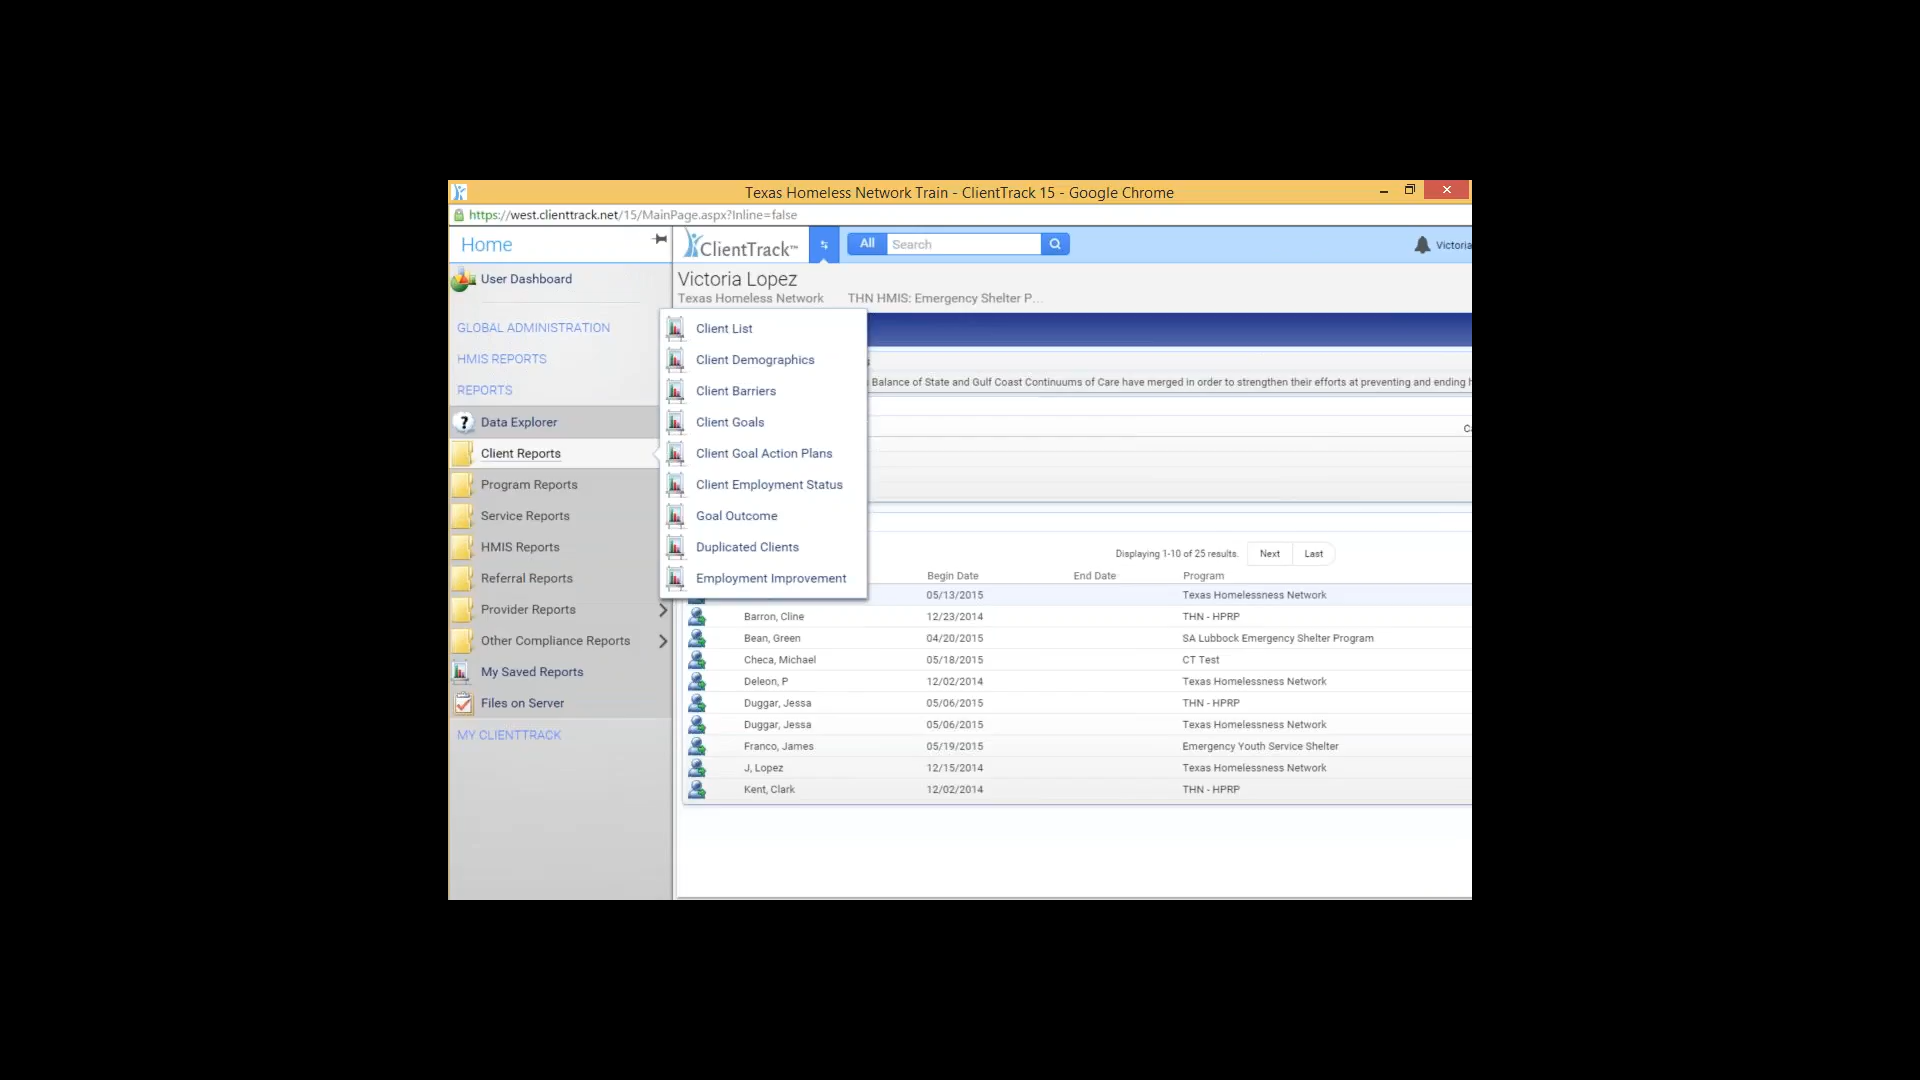 Texas Homeless Network Train - ClientTrack 15 - Google Chrome
https://west.clienttrack.net/15/MainPage.aspx?Inline=false
Home
ClientTrack™
All
Search
Victoria
User Dashboard
GLOBAL ADMINISTRATION
HMIS REPORTS
REPORTS
Data Explorer
Client Reports
Program Reports
Service Reports
HMIS Reports
Referral Reports
Provider Reports
Other Compliance Reports
My Saved Reports
Files on Server
MY CLIENTTRACK
Victoria Lopez
Texas Homeless Network THN HMIS: Emergency Shelter P...
Client List
Client Demographics
Client Barriers
Client Goals
Client Goal Action Plans
Client Employment Status
Goal Outcome
Duplicated Clients
Employment Improvement
Balance of State and Gulf Coast Continuums of Care have merged in order to strengthen their efforts at preventing and ending
Displaying 1-10 of 25 results. Next Last
Begin Date End Date Program
05/13/2015 Texas Homelessness Network
Barron, Cline 12/23/2014 THN - HPRP
Bean, Green 04/20/2015 SA Lubbock Emergency Shelter Program
Checa, Michael 05/18/2015 CT Test
Deleon, P 12/02/2014 Texas Homelessness Network
Duggar, Jessa 05/06/2015 THN - HPRP
Duggar, Jessa 05/06/2015 Texas Homelessness Network
Franco, James 05/19/2015 Emergency Youth Service Shelter
J, Lopez 12/15/2014 Texas Homelessness Network
Kent, Clark 12/02/2014 THN - HPRP